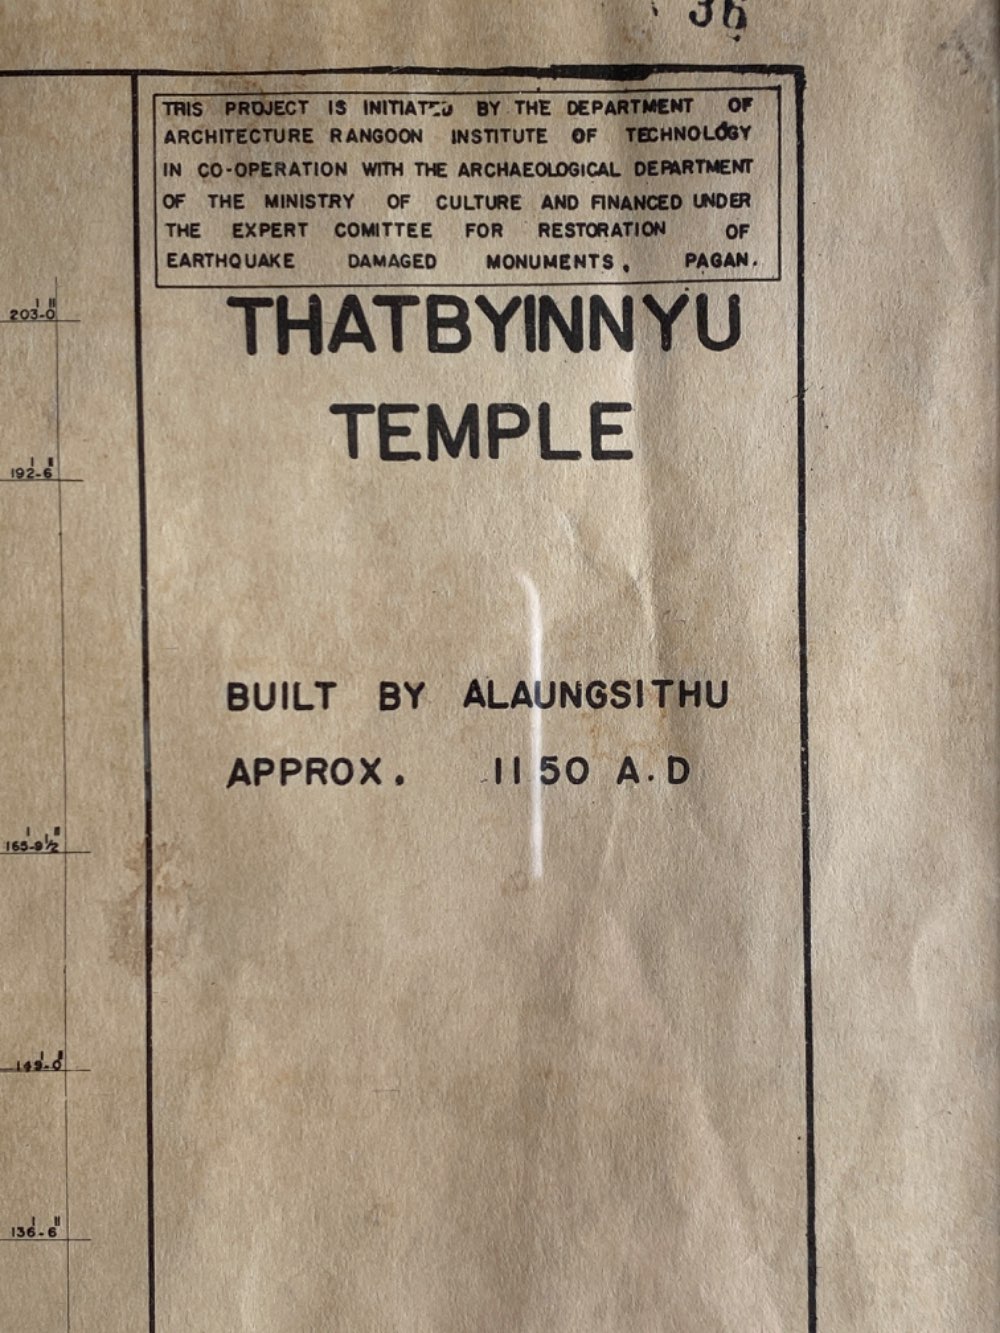 36
THIS PROJECT IS INITIATED BY THE DEPARTMENT OF
ARCHITECTURE RANGOON INSTITUTE OF TECHNOLOGY
IN CO-OPERATION WITH THE ARCHAEOLOGICAL DEPARTMENT
OF THE MINISTRY OF CULTURE AND FINANCED UNDER
THE EXPERT COMITTEE FOR RESTORATION OF
EARTHQUAKE DAMAGED MONUMENTS, PAGAN.
THATBYINNYU
TEMPLE
BUILT BY ALAUNGSITHU
APPROX. 1150 A.D
203'-0"
192'-6"
165'-9½"
149'-0"
136'-6"